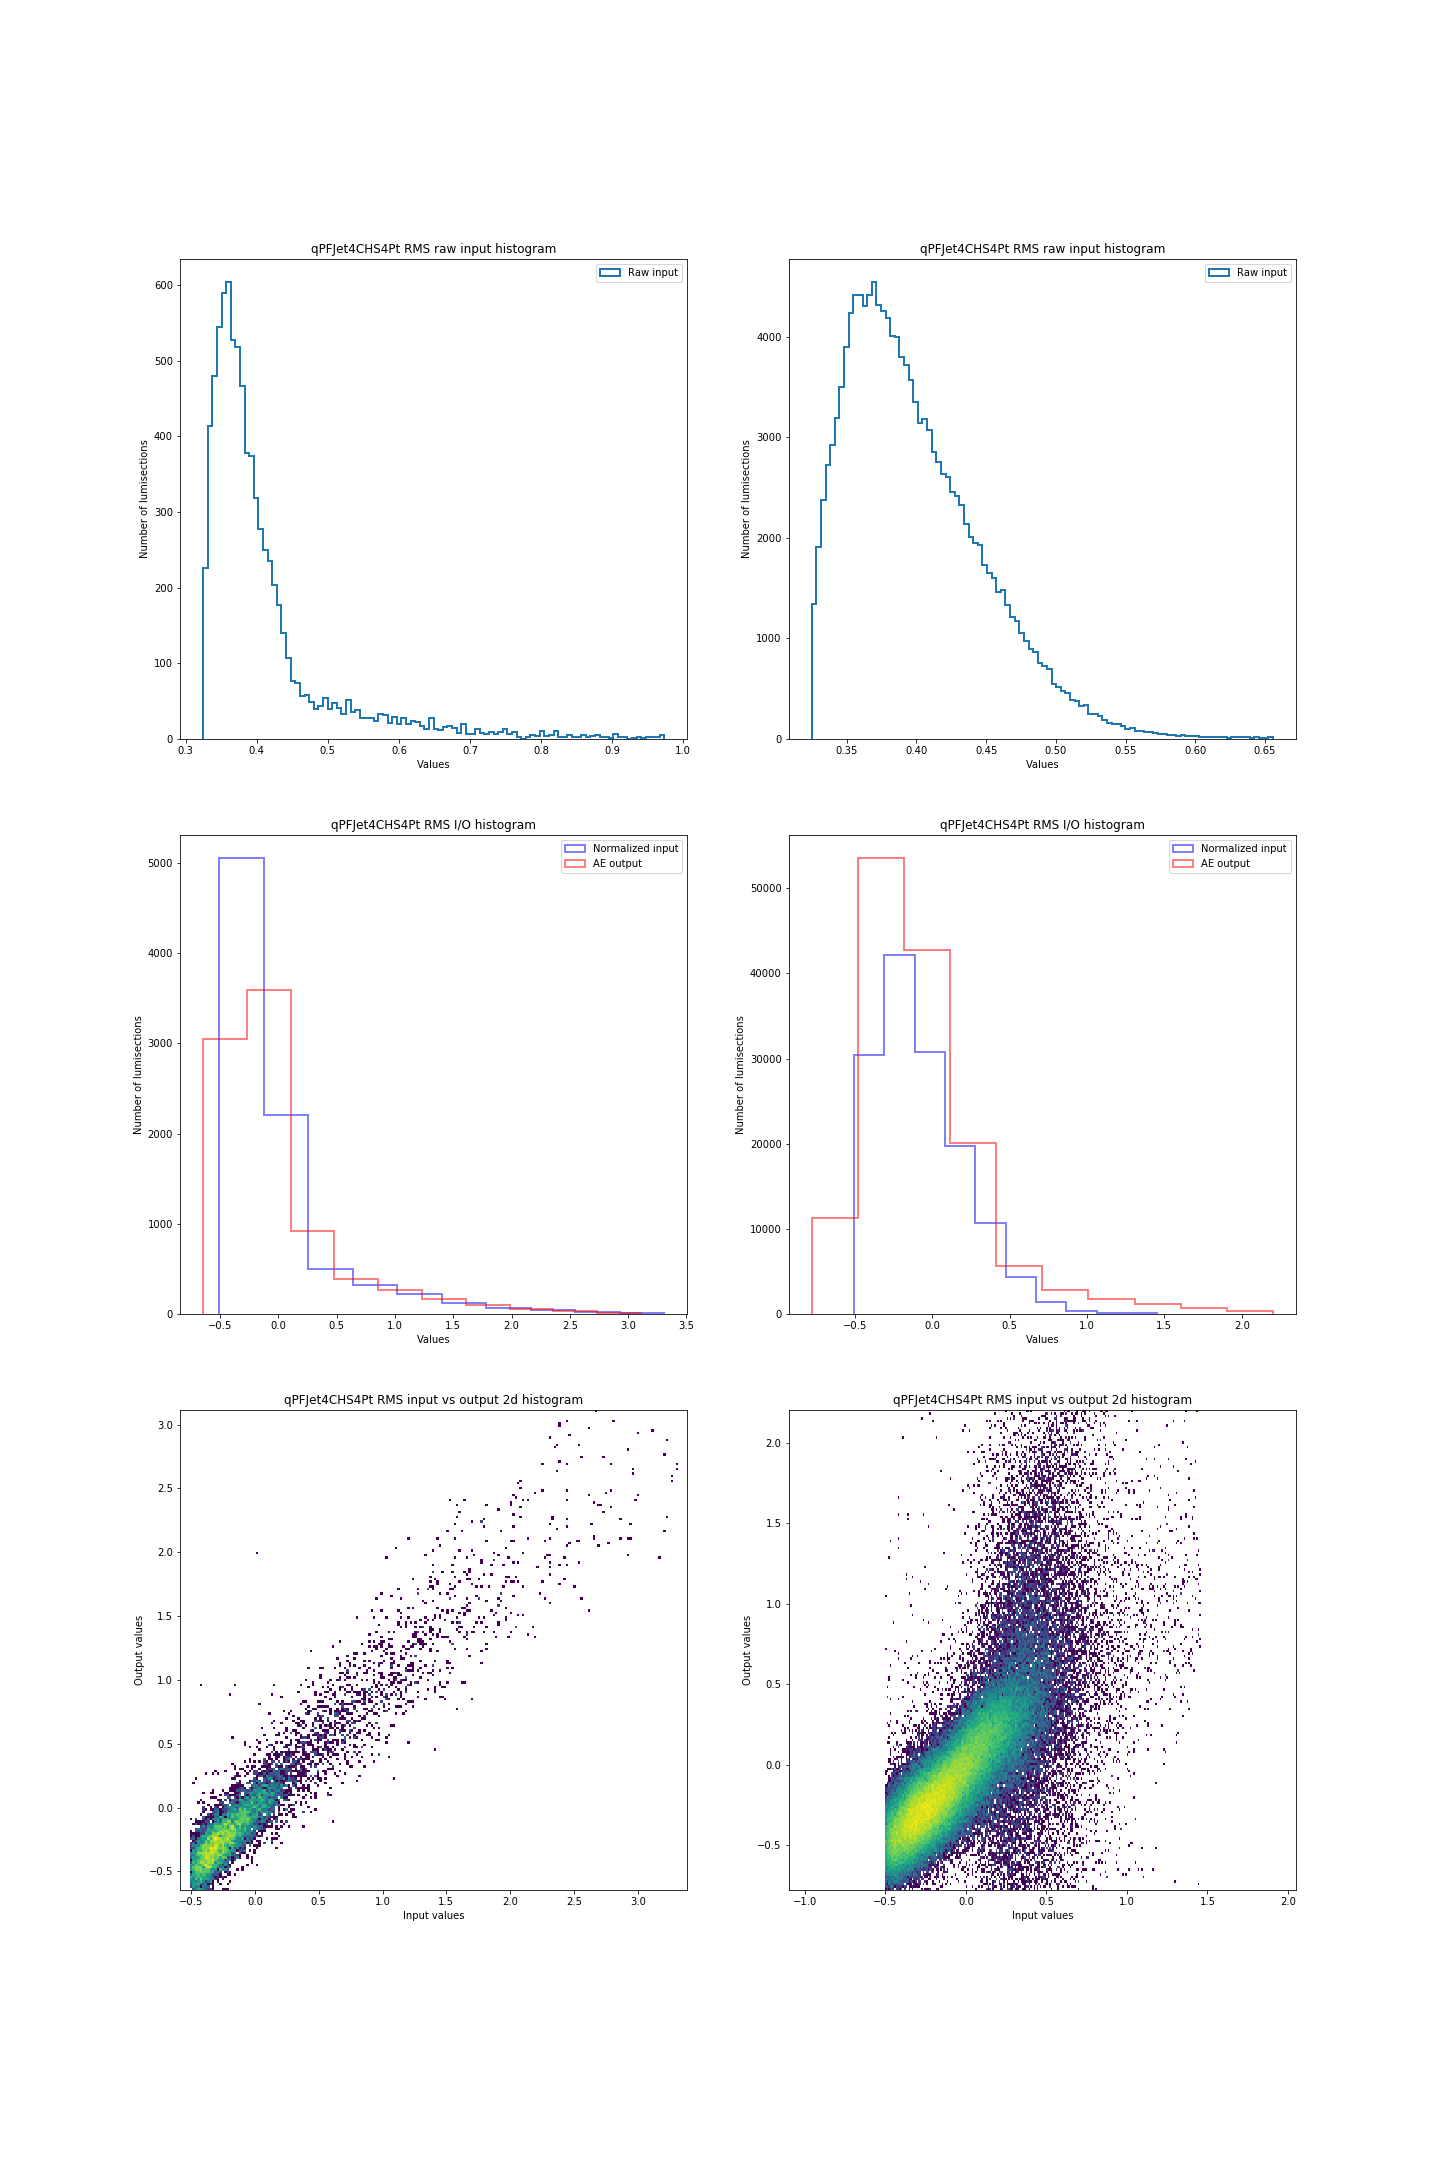 qPFJet4CHS4Pt RMS raw input histogram
Raw input
Number of lumisections
600
500
400
300
200
100
0
0.3 0.4 0.5 0.6 0.7 0.8 0.9 1.0
Values
qPFJet4CHS4Pt RMS raw input histogram
Raw input
Number of lumisections
4000
3000
2000
1000
0
0.35 0.40 0.45 0.50 0.55 0.60 0.65
Values
qPFJet4CHS4Pt RMS I/O histogram
Normalized input
AE output
Number of lumisections
5000
4000
3000
2000
1000
0
−0.5 0.0 0.5 1.0 1.5 2.0 2.5 3.0 3.5
Values
qPFJet4CHS4Pt RMS I/O histogram
Normalized input
AE output
Number of lumisections
50000
40000
30000
20000
10000
0
−0.5 0.0 0.5 1.0 1.5 2.0
Values
qPFJet4CHS4Pt RMS input vs output 2d histogram
Output values
3.0
2.5
2.0
1.5
1.0
0.5
0.0
−0.5
−0.5 0.0 0.5 1.0 1.5 2.0 2.5 3.0
Input values
qPFJet4CHS4Pt RMS input vs output 2d histogram
Output values
2.0
1.5
1.0
0.5
0.0
−0.5
−1.0 −0.5 0.0 0.5 1.0 1.5 2.0
Input values